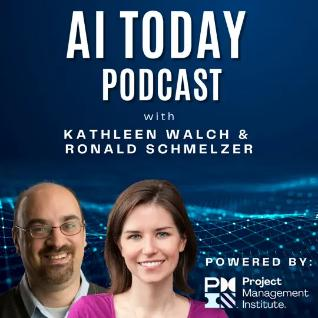 AI TODAY
PODCAST
with
KATHLEEN WALCH &
RONALD SCHMELZER
POWERED BY:
Project
Management
Institute.